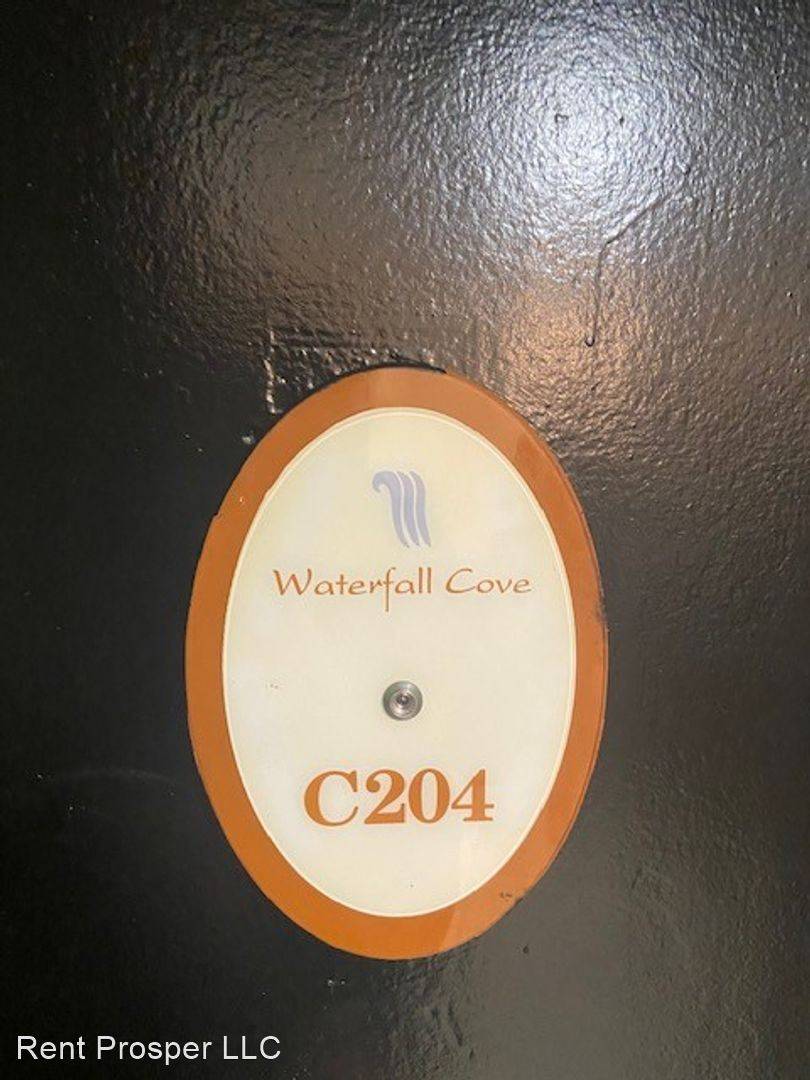 Waterfall Cove
C204
Rent Prosper LLC